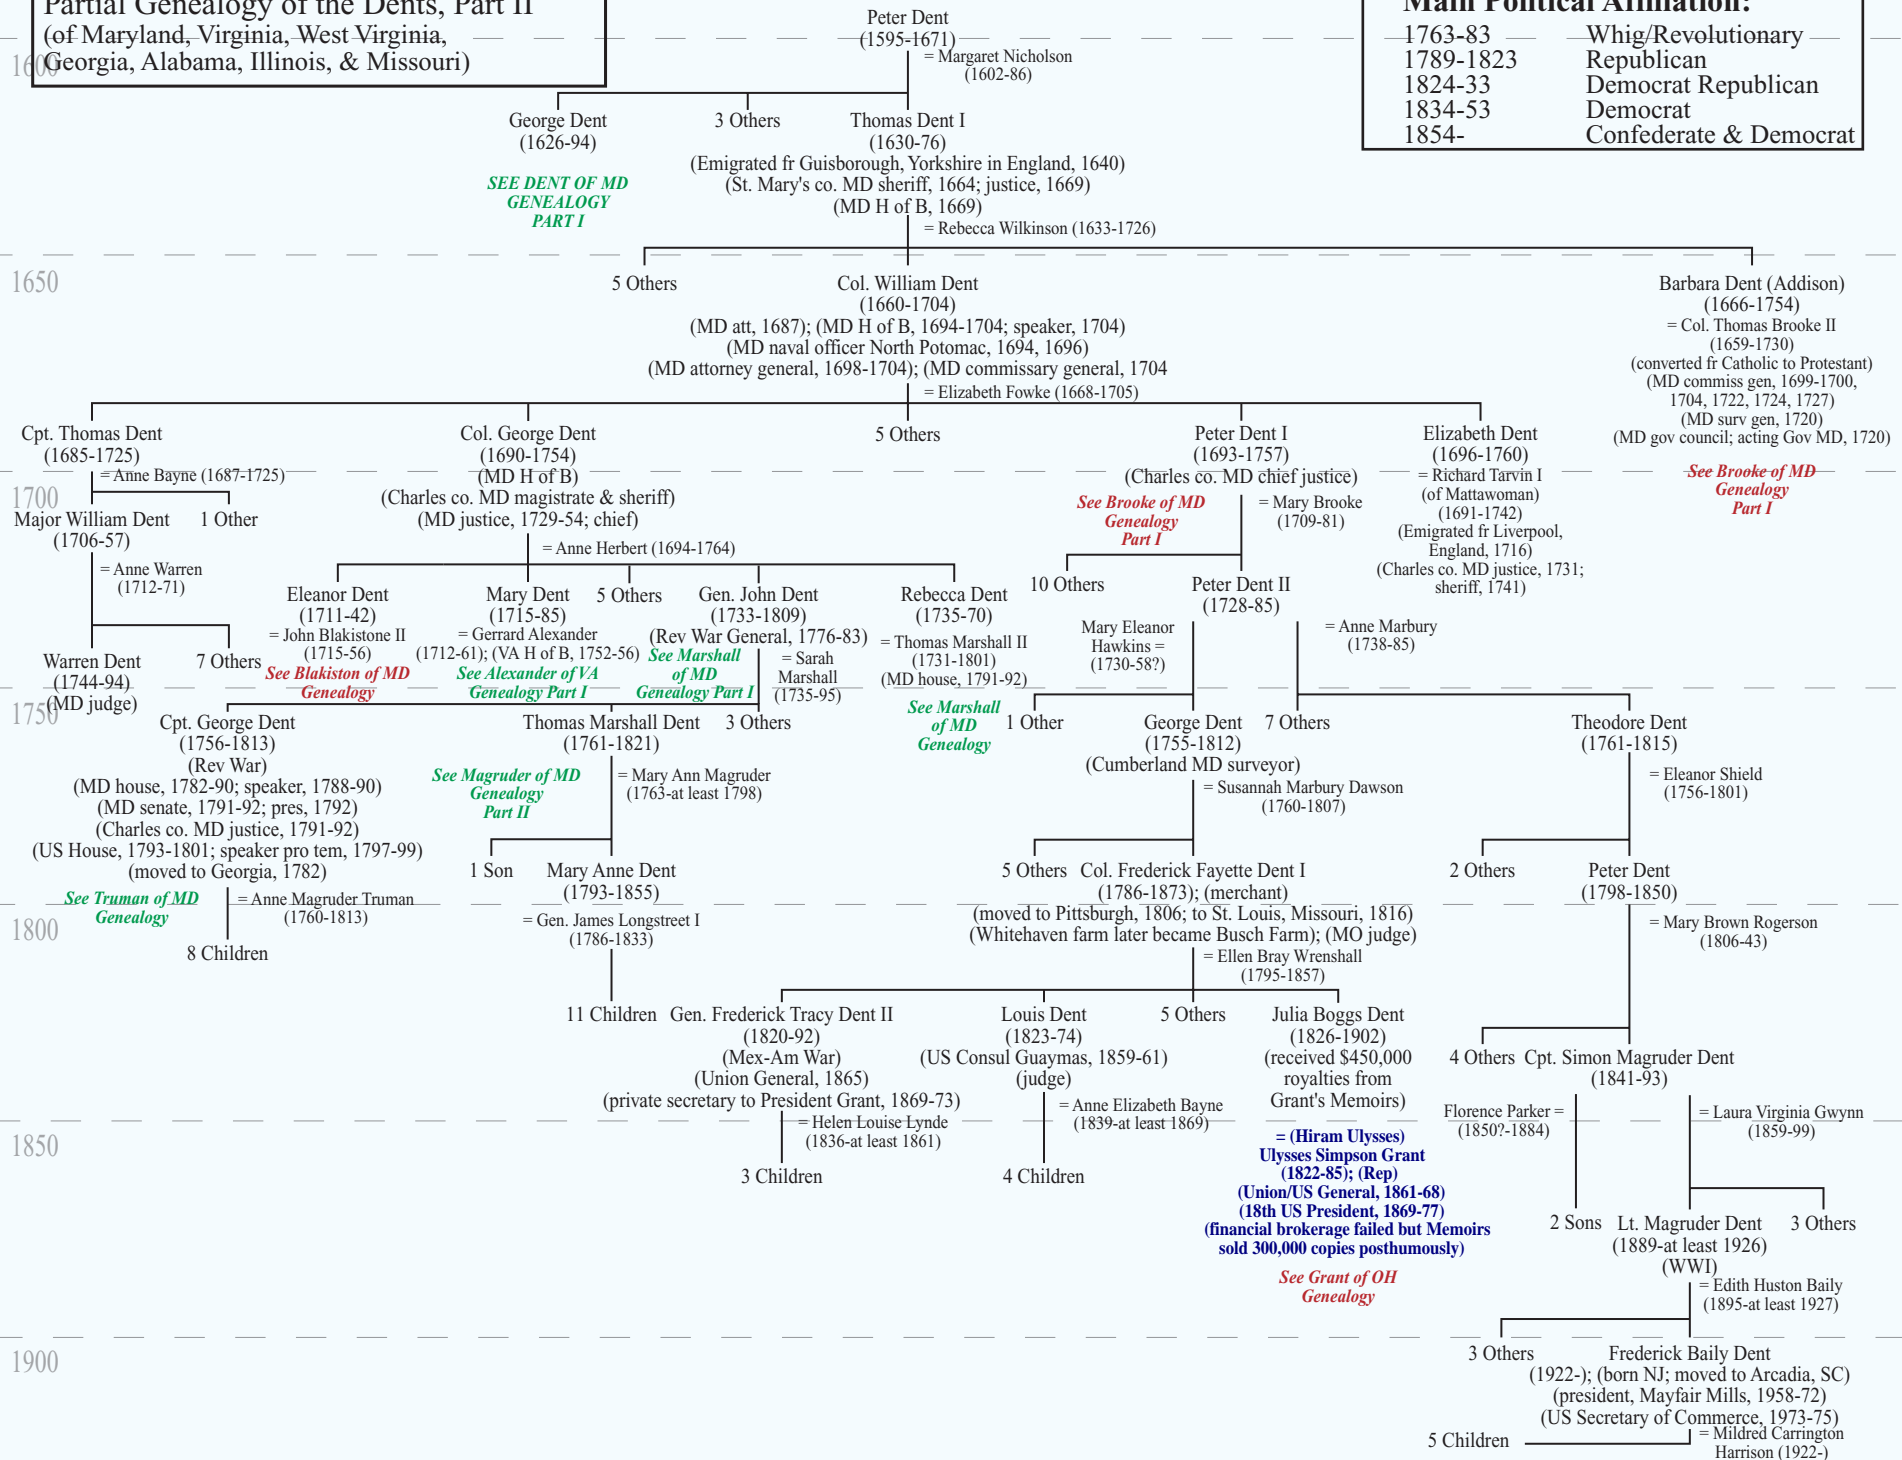 Partial Genealogy of the Dents, Part II
(of Maryland, Virginia, West Virginia,
Georgia, Alabama, Illinois, & Missouri)
Main Political Affiliation:
1763-83 Whig/Revolutionary
1789-1823 Republican
1824-33 Democrat Republican
1834-53 Democrat
1854- Confederate & Democrat
1600
Peter Dent
(1595-1671)
= Margaret Nicholson
(1602-86)
George Dent
(1626-94)
SEE DENT OF MD
GENEALOGY
PART I
3 Others
Thomas Dent I
(1630-76)
(Emigrated fr Guisborough, Yorkshire in England, 1640)
(St. Mary's co. MD sheriff, 1664; justice, 1669)
(MD H of B, 1669)
= Rebecca Wilkinson (1633-1726)
1650
5 Others
Col. William Dent
(1660-1704)
(MD att, 1687); (MD H of B, 1694-1704; speaker, 1704)
(MD naval officer North Potomac, 1694, 1696)
(MD attorney general, 1698-1704); (MD commissary general, 1704
= Elizabeth Fowke (1668-1705)
Barbara Dent (Addison)
(1666-1754)
= Col. Thomas Brooke II
(1659-1730)
(converted fr Catholic to Protestant)
(MD commiss gen, 1699-1700,
1704, 1722, 1724, 1727)
(MD surv gen, 1720)
(MD gov council; acting Gov MD, 1720)
See Brooke of MD
Genealogy
Part I
Cpt. Thomas Dent
(1685-1725)
= Anne Bayne (1687-1725)
1700
Major William Dent
(1706-57)
1 Other
= Anne Warren
(1712-71)
Warren Dent
(1744-94)
(MD judge)
7 Others
Col. George Dent
(1690-1754)
(MD H of B)
(Charles co. MD magistrate & sheriff)
(MD justice, 1729-54; chief)
= Anne Herbert (1694-1764)
5 Others
Peter Dent I
(1693-1757)
(Charles co. MD chief justice)
See Brooke of MD
Genealogy
Part I
= Mary Brooke
(1709-81)
Elizabeth Dent
(1696-1760)
= Richard Tarvin I
(of Mattawoman)
(1691-1742)
(Emigrated fr Liverpool,
England, 1716)
(Charles co. MD justice, 1731;
sheriff, 1741)
Eleanor Dent
(1711-42)
= John Blakistone II
(1715-56)
See Blakiston of MD
Genealogy
Mary Dent
(1715-85)
= Gerrard Alexander
(1712-61); (VA H of B, 1752-56)
See Alexander of VA
Genealogy Part I
5 Others
Gen. John Dent
(1733-1809)
(Rev War General, 1776-83)
See Marshall
of MD
Genealogy Part I
= Sarah
Marshall
(1735-95)
Rebecca Dent
(1735-70)
= Thomas Marshall II
(1731-1801)
(MD house, 1791-92)
See Marshall
of MD
Genealogy
10 Others
Peter Dent II
(1728-85)
Mary Eleanor
Hawkins =
(1730-58?)
= Anne Marbury
(1738-85)
1750
Cpt. George Dent
(1756-1813)
(Rev War)
(MD house, 1782-90; speaker, 1788-90)
(MD senate, 1791-92; pres, 1792)
(Charles co. MD justice, 1791-92)
(US House, 1793-1801; speaker pro tem, 1797-99)
(moved to Georgia, 1782)
See Truman of MD
Genealogy
= Anne Magruder Truman
(1760-1813)
8 Children
Thomas Marshall Dent
(1761-1821)
See Magruder of MD
Genealogy
Part II
= Mary Ann Magruder
(1763-at least 1798)
3 Others
1 Son
Mary Anne Dent
(1793-1855)
= Gen. James Longstreet I
(1786-1833)
11 Children
1 Other
George Dent
(1755-1812)
(Cumberland MD surveyor)
= Susannah Marbury Dawson
(1760-1807)
7 Others
Theodore Dent
(1761-1815)
= Eleanor Shield
(1756-1801)
1800
5 Others
Col. Frederick Fayette Dent I
(1786-1873); (merchant)
(moved to Pittsburgh, 1806; to St. Louis, Missouri, 1816)
(Whitehaven farm later became Busch Farm); (MO judge)
= Ellen Bray Wrenshall
(1795-1857)
2 Others
Peter Dent
(1798-1850)
= Mary Brown Rogerson
(1806-43)
Gen. Frederick Tracy Dent II
(1820-92)
(Mex-Am War)
(Union General, 1865)
(private secretary to President Grant, 1869-73)
= Helen Louise Lynde
(1836-at least 1861)
3 Children
Louis Dent
(1823-74)
(US Consul Guaymas, 1859-61)
(judge)
= Anne Elizabeth Bayne
(1839-at least 1869)
4 Children
5 Others
Julia Boggs Dent
(1826-1902)
(received $450,000
royalties from
Grant's Memoirs)
= (Hiram Ulysses)
Ulysses Simpson Grant
(1822-85); (Rep)
(Union/US General, 1861-68)
(18th US President, 1869-77)
(financial brokerage failed but Memoirs
sold 300,000 copies posthumously)
See Grant of OH
Genealogy
4 Others
Cpt. Simon Magruder Dent
(1841-93)
Florence Parker =
(1850?-1884)
= Laura Virginia Gwynn
(1859-99)
1850
2 Sons
Lt. Magruder Dent
(1889-at least 1926)
(WWI)
3 Others
= Edith Huston Baily
(1895-at least 1927)
1900
3 Others
Frederick Baily Dent
(1922-); (born NJ; moved to Arcadia, SC)
(president, Mayfair Mills, 1958-72)
(US Secretary of Commerce, 1973-75)
= Mildred Carrington
Harrison (1922-)
5 Children